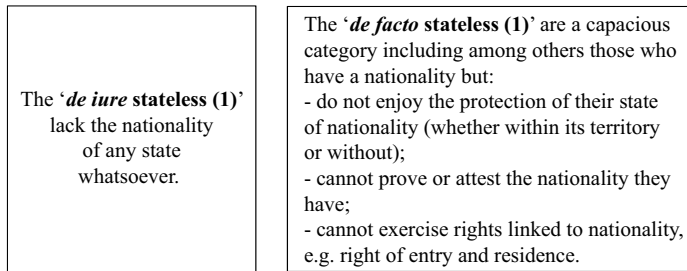 The ‘de iure stateless (1)’
lack the nationality
of any state
whatsoever.
The ‘de facto stateless (1)’ are a capacious
category including among others those who
have a nationality but:
- do not enjoy the protection of their state
of nationality (whether within its territory
or without);
- cannot prove or attest the nationality they
have;
- cannot exercise rights linked to nationality,
e.g. right of entry and residence.